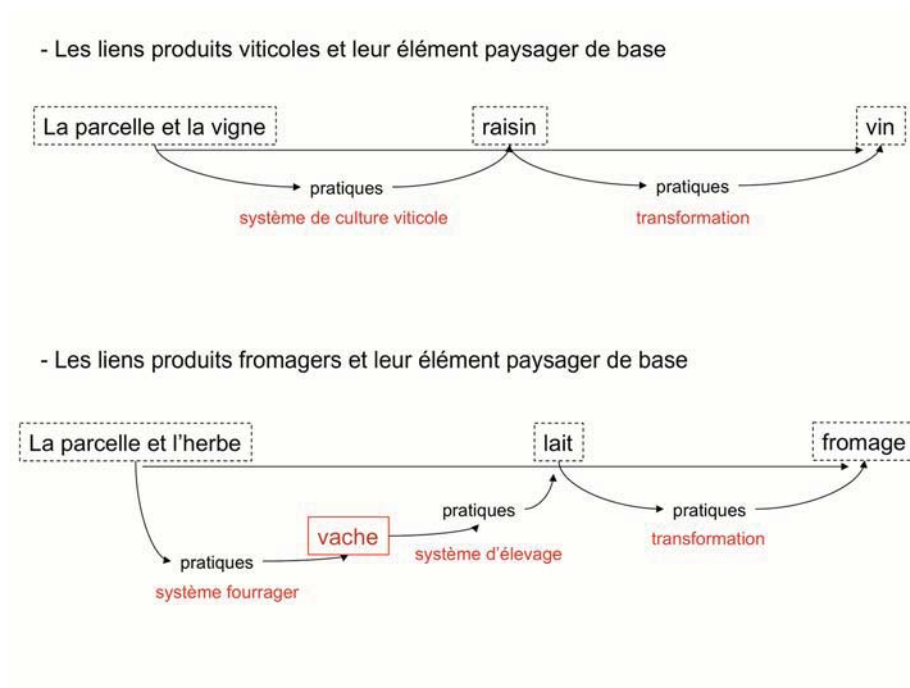 - Les liens produits viticoles et leur élément paysager de base
La parcelle et la vigne
raisin
vin
pratiques
pratiques
système de culture viticole
transformation
- Les liens produits fromagers et leur élément paysager de base
La parcelle et l'herbe
lait
fromage
pratiques
pratiques
vache
transformation
système d'élevage
pratiques
système fourrager